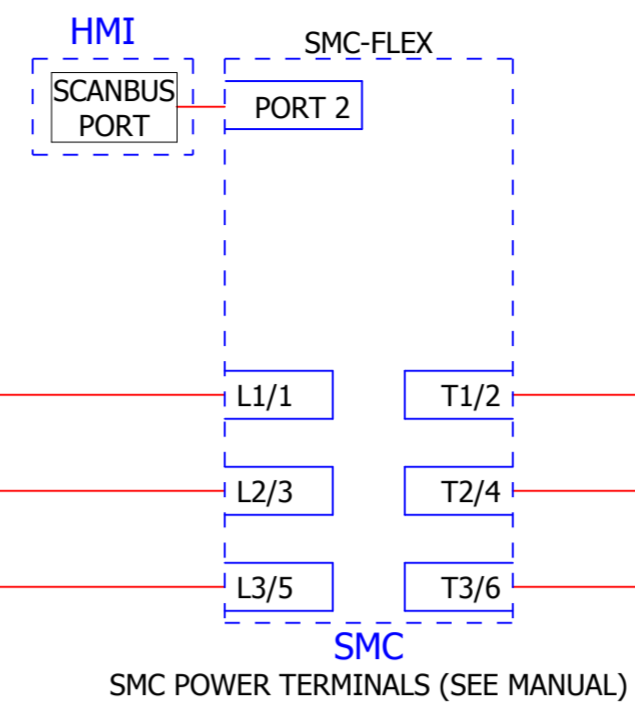 HMI
SMC-FLEX
SCANBUS
PORT
PORT 2
L1/1
T1/2
L2/3
T2/4
L3/5
T3/6
SMC
SMC POWER TERMINALS (SEE MANUAL)